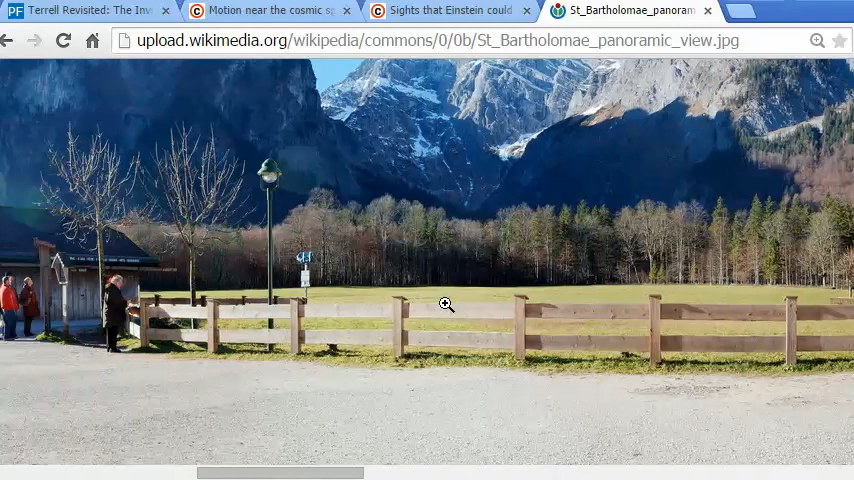 Terrell Revisited: The Inv
Motion near the cosmic sp
Sights that Einstein could
St_Bartholomae_panoram
upload.wikimedia.org/wikipedia/commons/0/0b/St_Bartholomae_panoramic_view.jpg